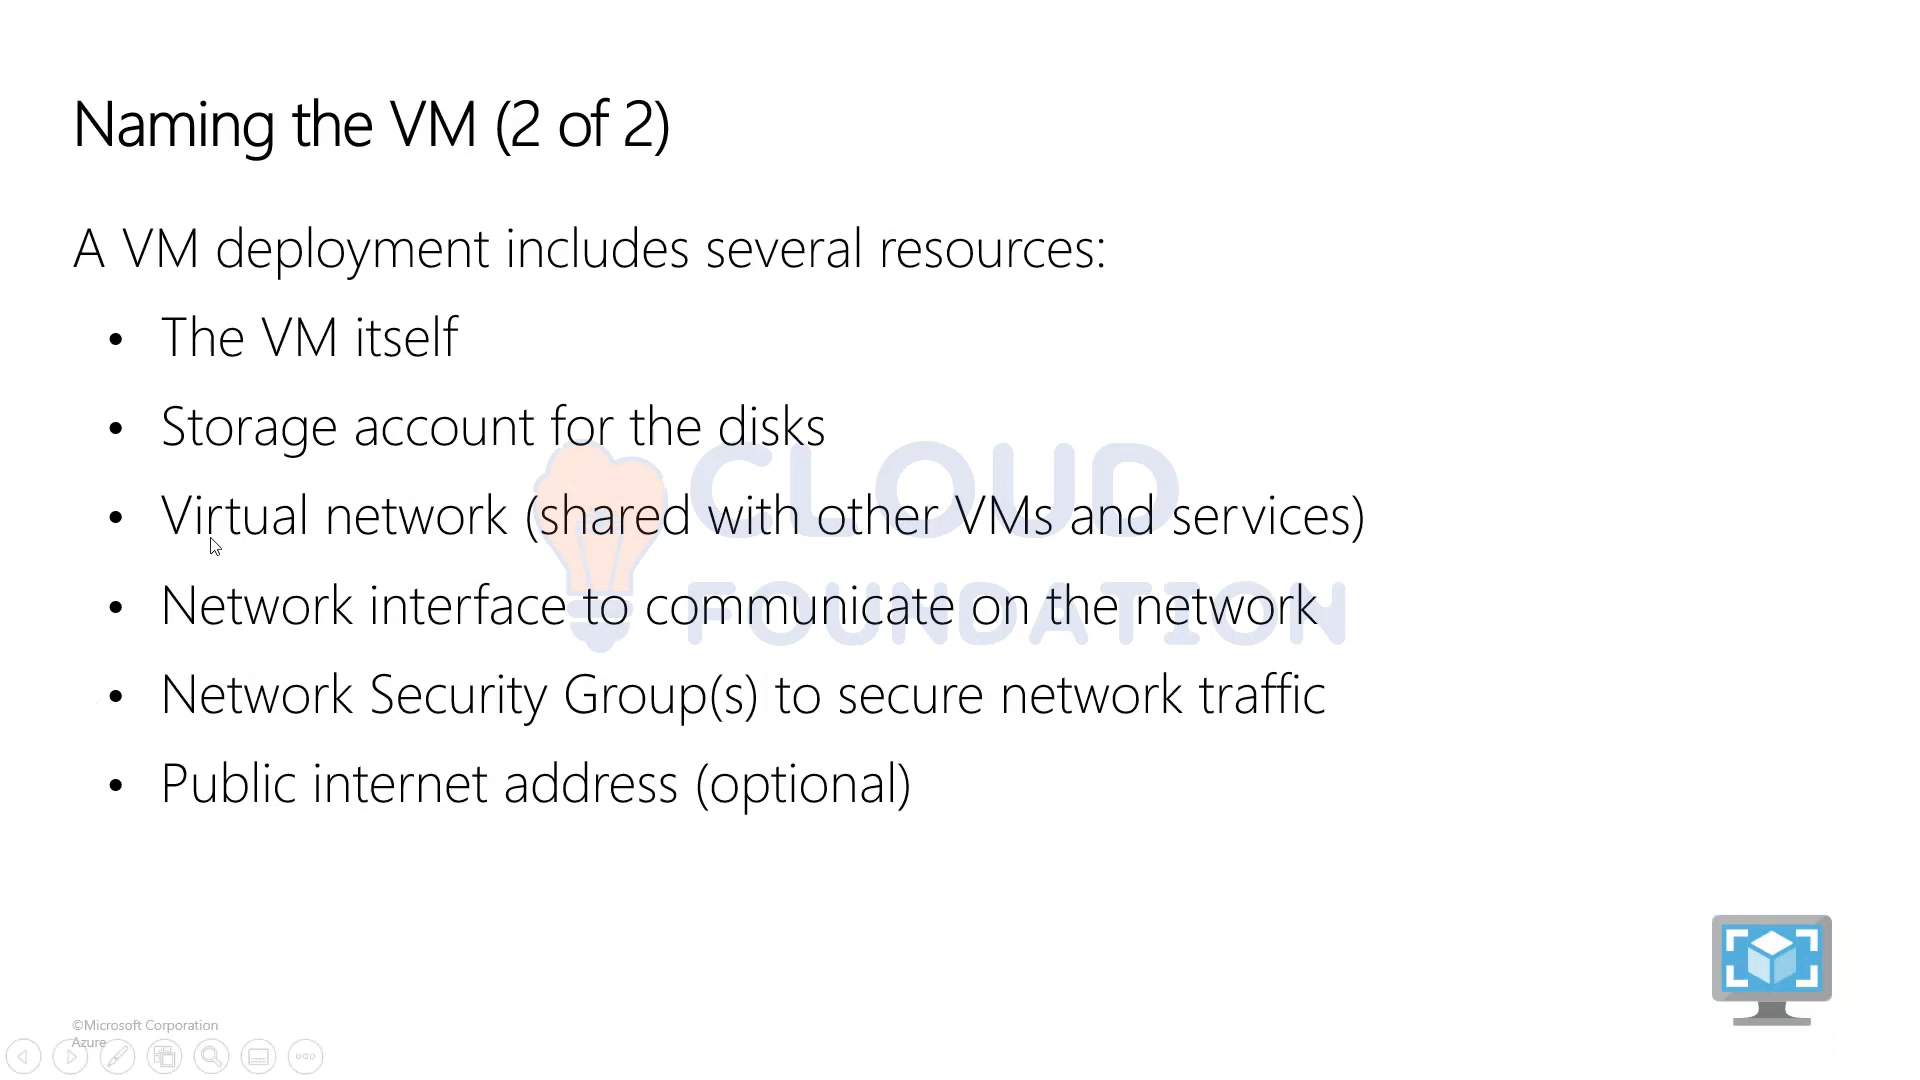 Naming the VM (2 of 2)
A VM deployment includes several resources:
• The VM itself
• Storage account for the disks
• Virtual network (shared with other VMs and services)
• Network interface to communicate on the network
• Network Security Group(s) to secure network traffic
• Public internet address (optional)
CLOUD
FOUNDATION
©Microsoft Corporation
Azure